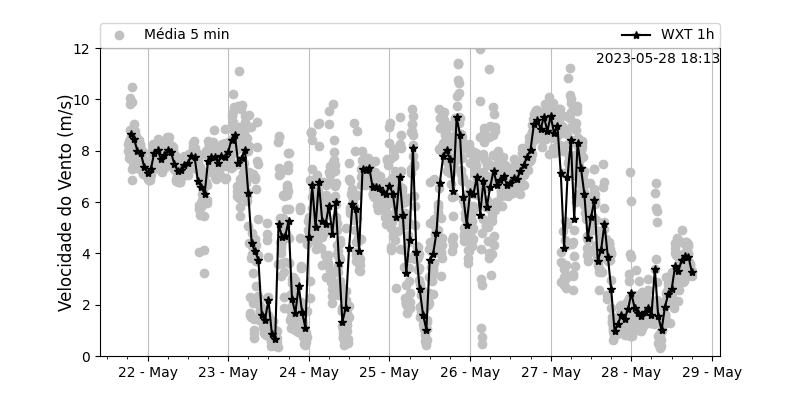 Média 5 min
WXT 1h
2023-05-28 18:13
Velocidade do Vento (m/s)
12
10
8
6
4
2
0
22 - May
23 - May
24 - May
25 - May
26 - May
27 - May
28 - May
29 - May